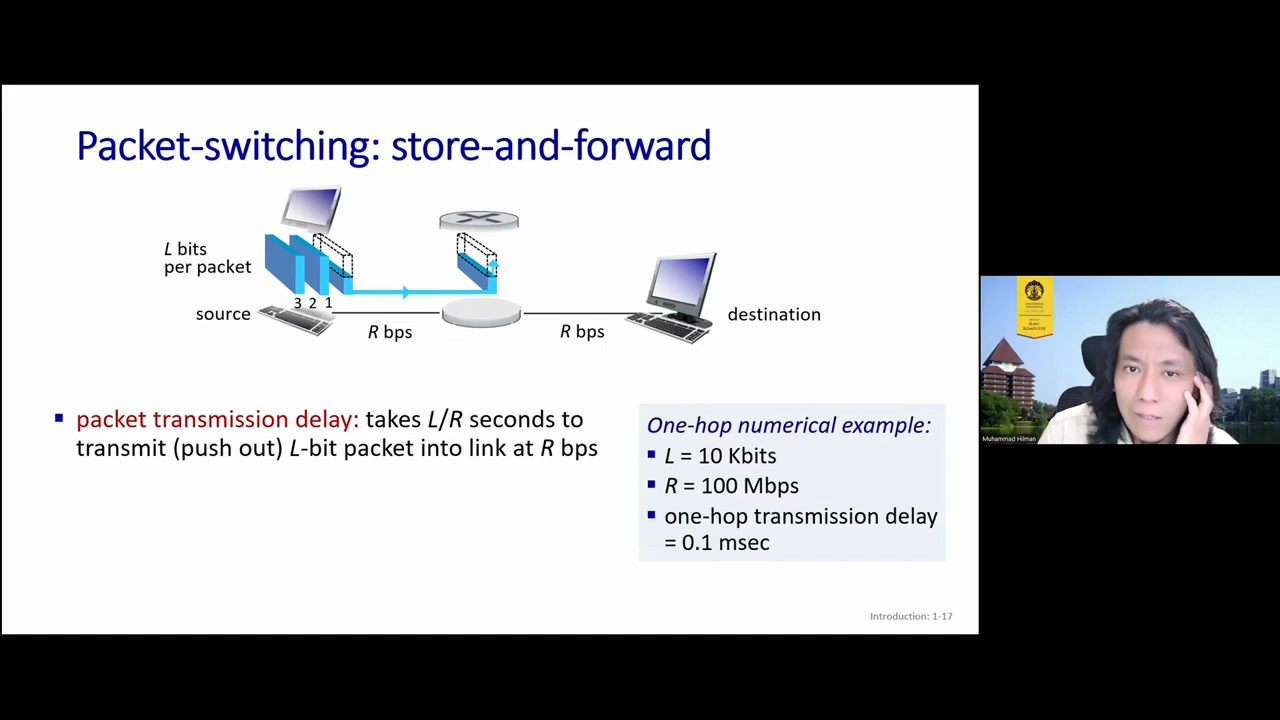 Packet-switching: store-and-forward
L bits
per packet
3 2 1
source
R bps
R bps
destination
▪ packet transmission delay: takes L/R seconds to
transmit (push out) L-bit packet into link at R bps
One-hop numerical example:
▪ L = 10 Kbits
▪ R = 100 Mbps
▪ one-hop transmission delay
= 0.1 msec
Introduction: 1-17
ILMU
KOMPUTER
Muhammad Hilman